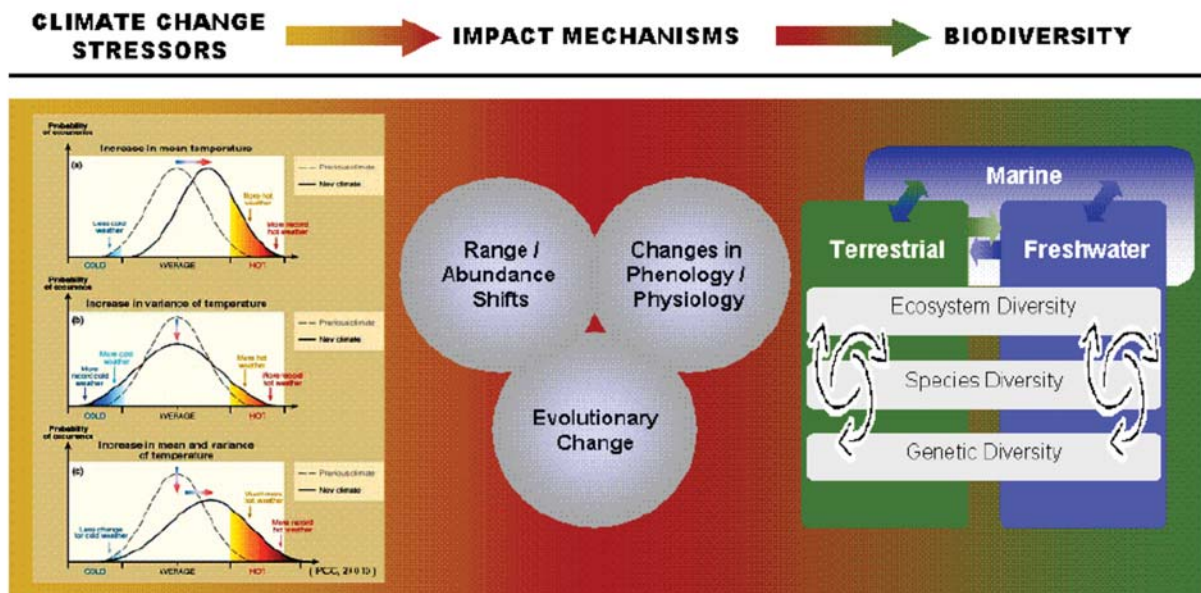 CLIMATE CHANGE
STRESSORS
IMPACT MECHANISMS
BIODIVERSITY
Probability
of occurrence
Increase in mean temperature
(a)
Previous climate
New climate
Less cold
weather
More hot
weather
More record
hot weather
COLD
AVERAGE
HOT
Probability
of occurrence
Increase in variance of temperature
(b)
Previous climate
New climate
More cold
weather
More
record cold
weather
More hot
weather
More record
hot weather
COLD
AVERAGE
HOT
Probability
of occurrence
Increase in mean and variance
of temperature
(c)
Previous climate
New climate
Much more
hot weather
Less change
for cold weather
More record
hot weather
COLD
AVERAGE
HOT
Range /
Abundance
Shifts
Changes in
Phenology /
Physiology
Evolutionary
Change
Marine
Terrestrial
Freshwater
Ecosystem Diversity
Species Diversity
Genetic Diversity